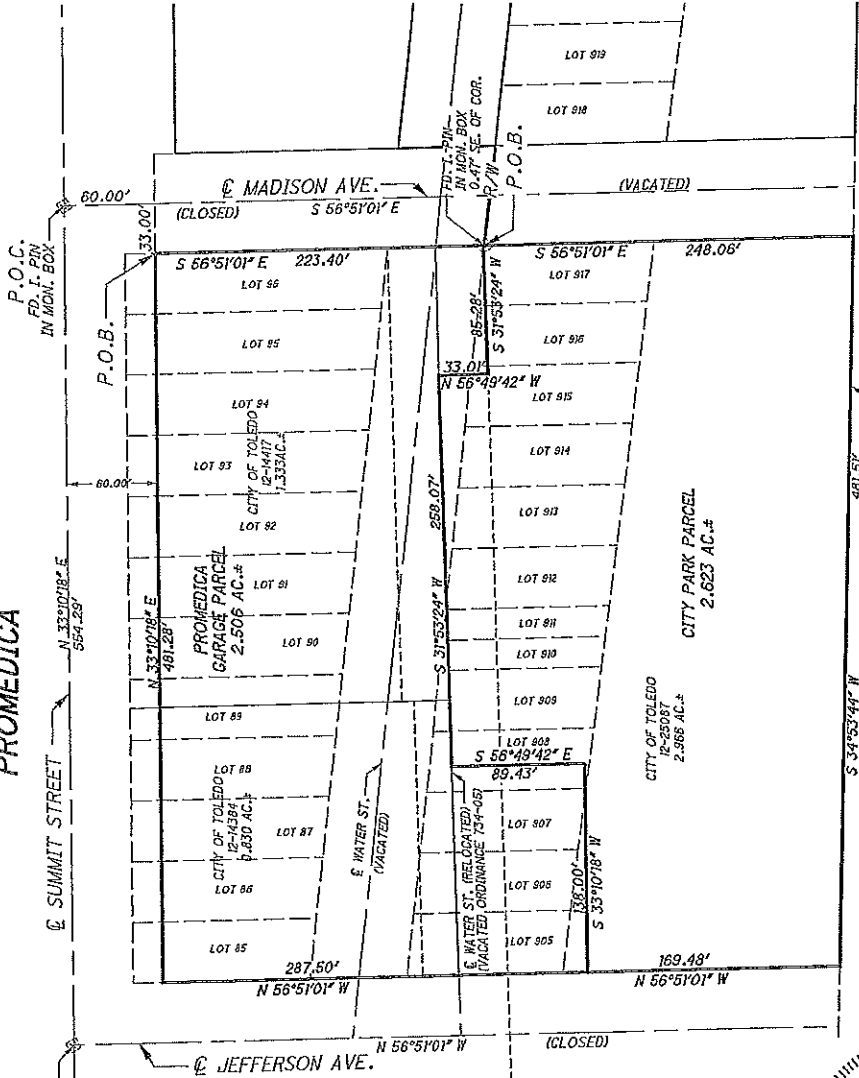 P.O.C.
FD. I. PIN
IN MON. BOX
60.00'
33.00'
₵ MADISON AVE.
(CLOSED)
S 56°51'01" E
FD. I. PIN
IN MON. BOX
0.47' SE. OF COR.
R/W
P.O.B.
(VACATED)
LOT 919
LOT 918
P.O.B.
S 56°51'01" E
223.40'
S 56°51'01" E
248.06'
LOT 96
LOT 95
LOT 94
LOT 93
LOT 92
LOT 91
LOT 90
LOT 89
LOT 88
LOT 87
LOT 86
LOT 85
CITY OF TOLEDO
12-14417
1.333AC.±
PROMEDICA
GARAGE PARCEL
2.506 AC.±
CITY OF TOLEDO
12-14384
0.830 AC.±
60.00'
N 33°10'18" E
554.29'
N 33°10'18" E
481.28'
PROMEDICA
₵ SUMMIT STREET
85.28'
S 31°53'24" W
33.01'
N 56°49'42" W
258.07'
S 31°53'24" W
LOT 917
LOT 916
LOT 915
LOT 914
LOT 913
LOT 912
LOT 911
LOT 910
LOT 909
LOT 908
S 56°49'42" E
89.43'
LOT 907
LOT 906
LOT 905
138.00'
S 33°10'18" W
CITY PARK PARCEL
2.623 AC.±
CITY OF TOLEDO
12-25087
2.966 AC.±
481.51'
S 34°53'44" W
₵ WATER ST.
(VACATED)
₵ WATER ST. (RELOCATED)
(VACATED ORDINANCE 734-05)
287.50'
N 56°51'01" W
169.48'
N 56°51'01" W
N 56°51'01" W
(CLOSED)
₵ JEFFERSON AVE.